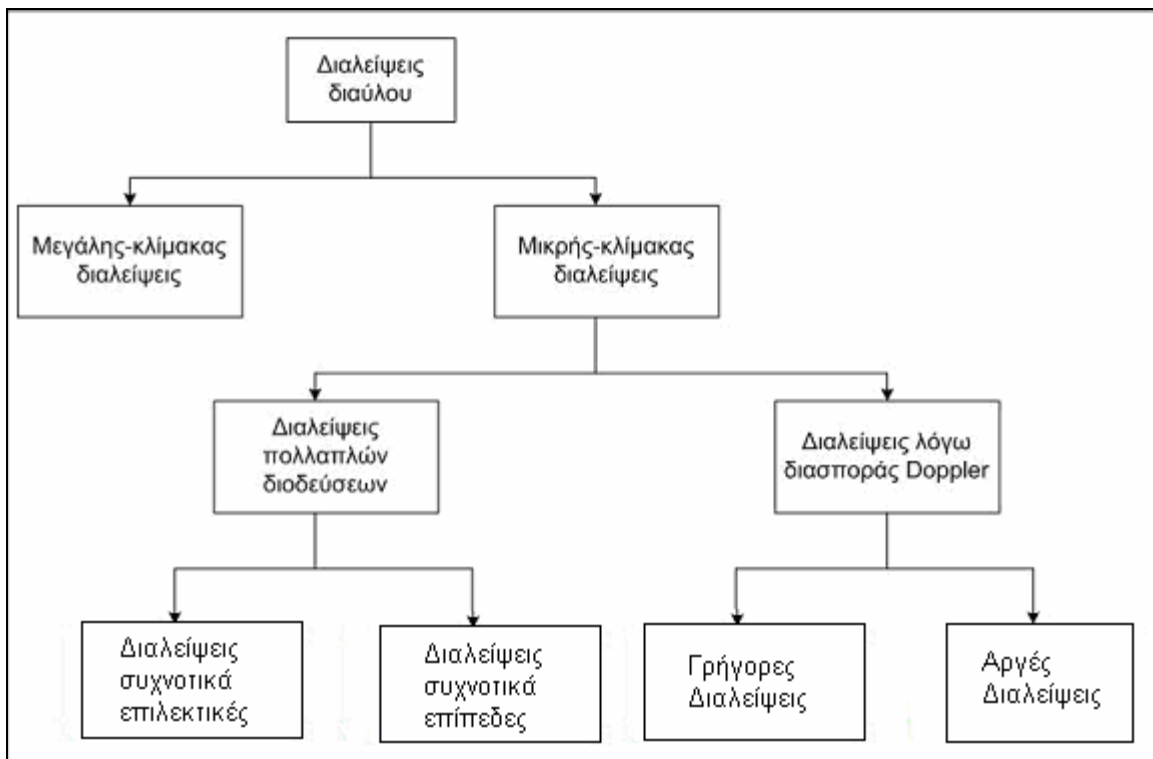 Διαλείψεις
διαύλου
Μεγάλης-κλίμακας
διαλείψεις
Μικρής-κλίμακας
διαλείψεις
Διαλείψεις
πολλαπλών
διοδεύσεων
Διαλείψεις λόγω
διασποράς Doppler
Διαλείψεις
συχνοτικά
επιλεκτικές
Διαλείψεις
συχνοτικά
επίπεδες
Γρήγορες
Διαλείψεις
Αργές
Διαλείψεις